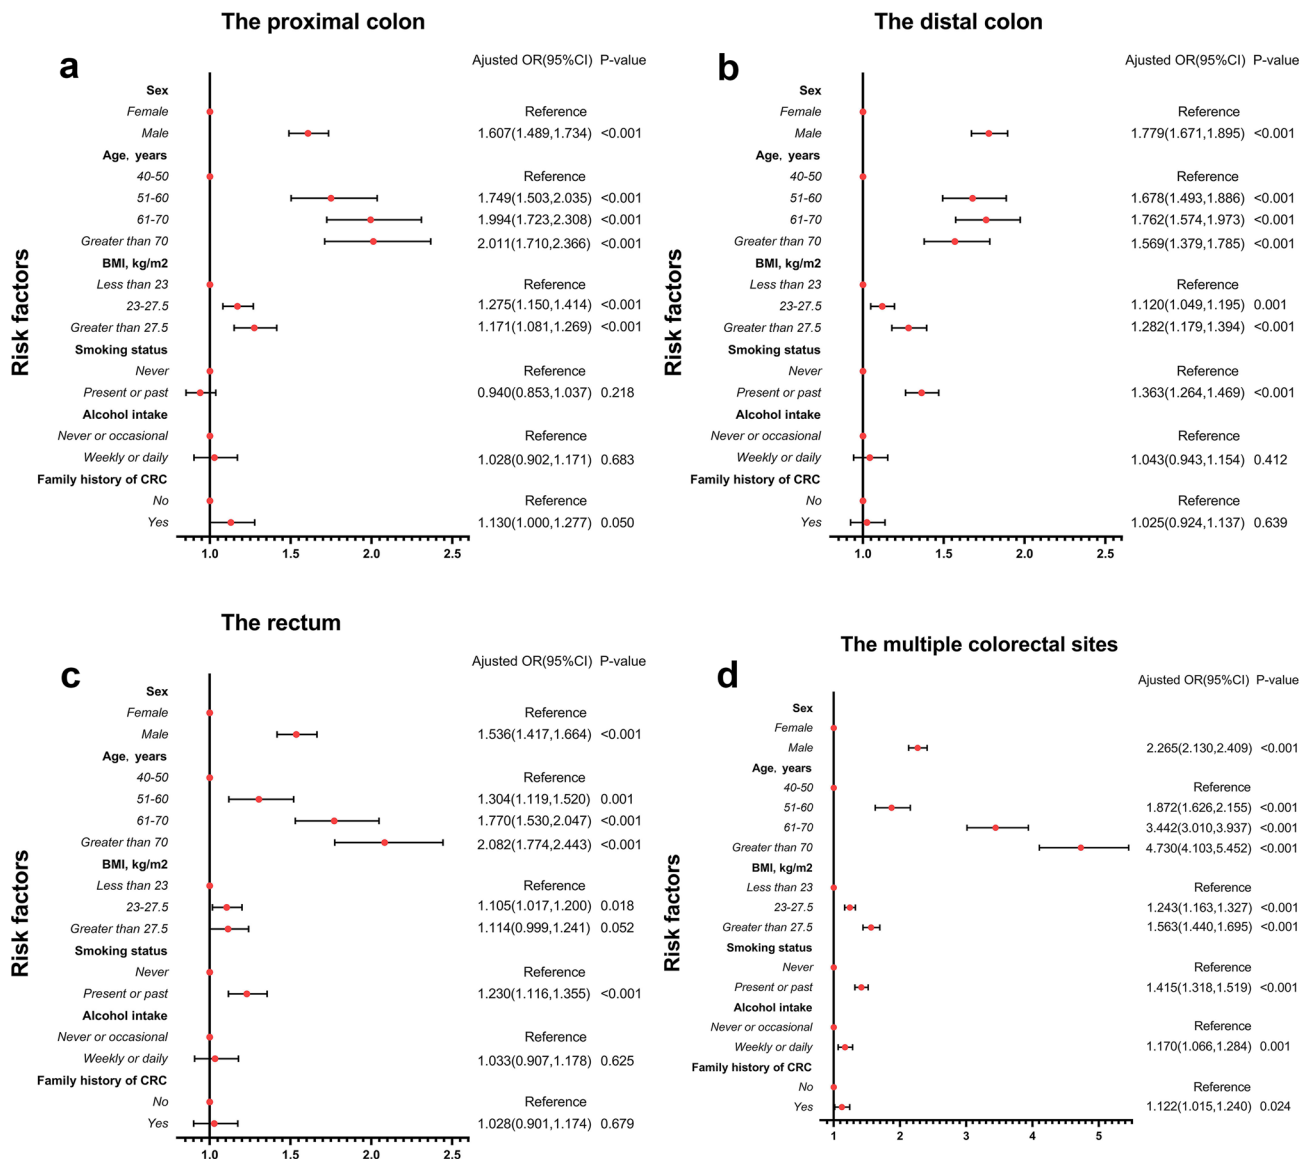 The proximal colon
a
Ajusted OR(95%CI) P-value
Risk factors
Sex
Female Reference
Male 1.607(1.489,1.734) <0.001
Age, years
40-50 Reference
51-60 1.749(1.503,2.035) <0.001
61-70 1.994(1.723,2.308) <0.001
Greater than 70 2.011(1.710,2.366) <0.001
BMI, kg/m2
Less than 23 Reference
23-27.5 1.275(1.150,1.414) <0.001
Greater than 27.5 1.171(1.081,1.269) <0.001
Smoking status
Never Reference
Present or past 0.940(0.853,1.037) 0.218
Alcohol intake
Never or occasional Reference
Weekly or daily 1.028(0.902,1.171) 0.683
Family history of CRC
No Reference
Yes 1.130(1.000,1.277) 0.050
1.0 1.5 2.0 2.5
The distal colon
b
Ajusted OR(95%CI) P-value
Risk factors
Sex
Female Reference
Male 1.779(1.671,1.895) <0.001
Age, years
40-50 Reference
51-60 1.678(1.493,1.886) <0.001
61-70 1.762(1.574,1.973) <0.001
Greater than 70 1.569(1.379,1.785) <0.001
BMI, kg/m2
Less than 23 Reference
23-27.5 1.120(1.049,1.195) 0.001
Greater than 27.5 1.282(1.179,1.394) <0.001
Smoking status
Never Reference
Present or past 1.363(1.264,1.469) <0.001
Alcohol intake
Never or occasional Reference
Weekly or daily 1.043(0.943,1.154) 0.412
Family history of CRC
No Reference
Yes 1.025(0.924,1.137) 0.639
1.0 1.5 2.0 2.5
The rectum
c
Ajusted OR(95%CI) P-value
Risk factors
Sex
Female Reference
Male 1.536(1.417,1.664) <0.001
Age, years
40-50 Reference
51-60 1.304(1.119,1.520) 0.001
61-70 1.770(1.530,2.047) <0.001
Greater than 70 2.082(1.774,2.443) <0.001
BMI, kg/m2
Less than 23 Reference
23-27.5 1.105(1.017,1.200) 0.018
Greater than 27.5 1.114(0.999,1.241) 0.052
Smoking status
Never Reference
Present or past 1.230(1.116,1.355) <0.001
Alcohol intake
Never or occasional Reference
Weekly or daily 1.033(0.907,1.178) 0.625
Family history of CRC
No Reference
Yes 1.028(0.901,1.174) 0.679
1.0 1.5 2.0 2.5
The multiple colorectal sites
d
Ajusted OR(95%CI) P-value
Risk factors
Sex
Female
Male 2.265(2.130,2.409) <0.001
Age, years
40-50 Reference
51-60 1.872(1.626,2.155) <0.001
61-70 3.442(3.010,3.937) <0.001
Greater than 70 4.730(4.103,5.452) <0.001
BMI, kg/m2
Less than 23 Reference
23-27.5 1.243(1.163,1.327) <0.001
Greater than 27.5 1.563(1.440,1.695) <0.001
Smoking status
Never Reference
Present or past 1.415(1.318,1.519) <0.001
Alcohol intake
Never or occasional Reference
Weekly or daily 1.170(1.066,1.284) 0.001
Family history of CRC
No Reference
Yes 1.122(1.015,1.240) 0.024
1 2 3 4 5